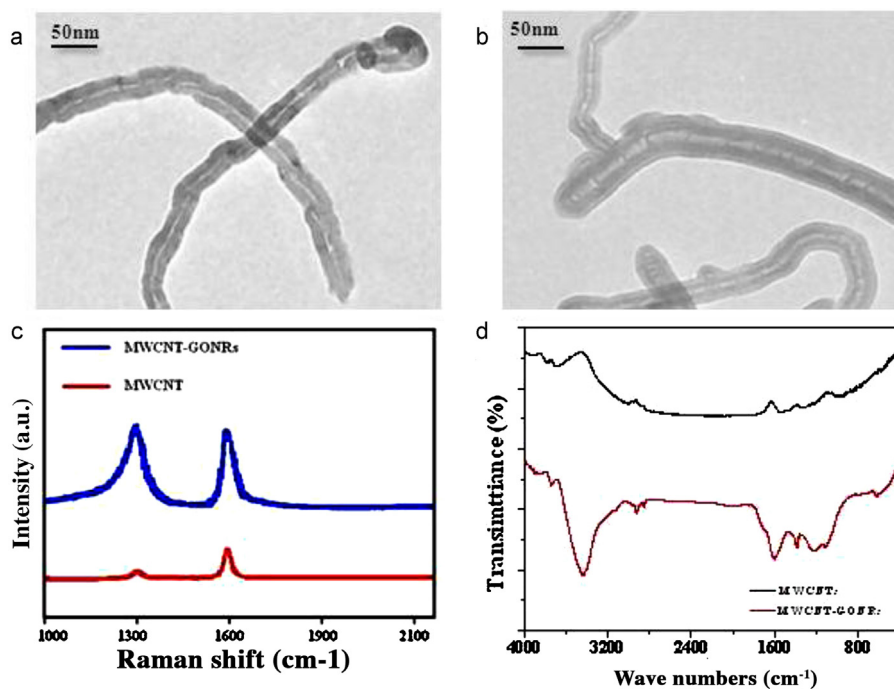 a
50nm
b
50nm
c
MWCNT-GONRs
MWCNT
Intensity (a.u.)
1000
1300
1600
1900
2100
Raman shift (cm-1)
d
Transimttiance (%)
MWCNTs
MWCNT-GONRs
4000
3200
2400
1600
800
Wave numbers (cm⁻¹)